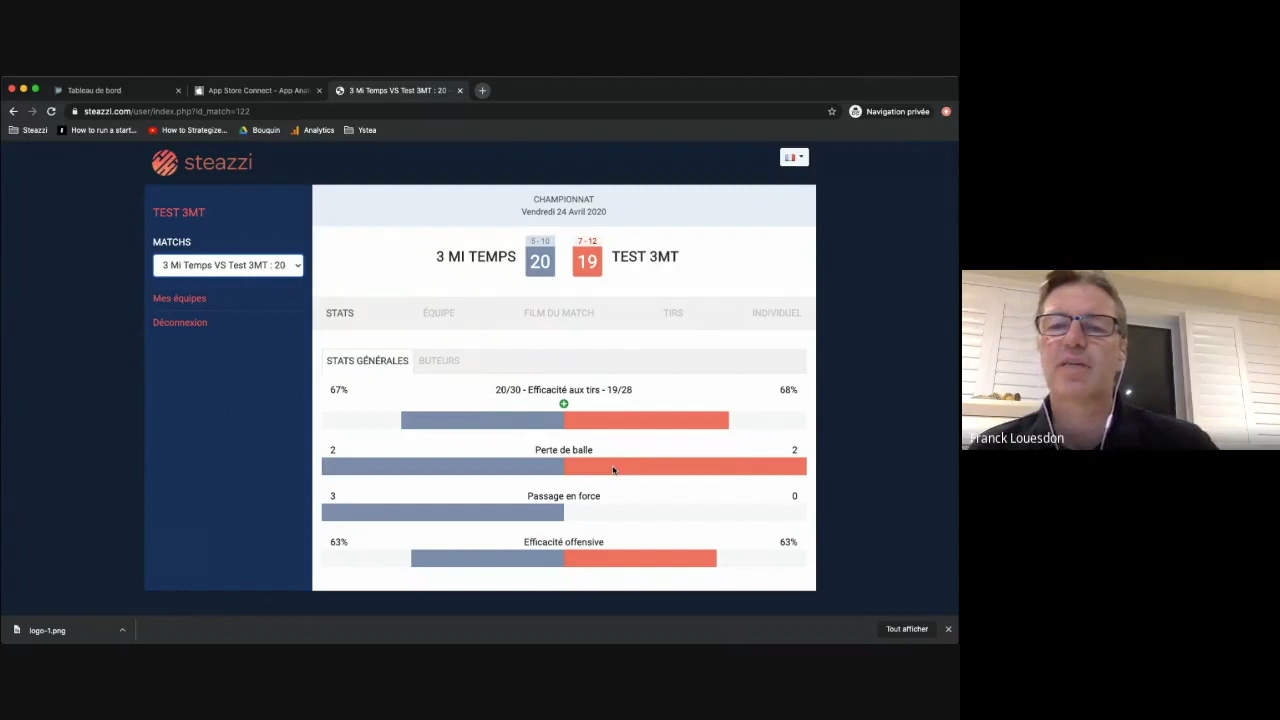 Tableau de bord
App Store Connect - App Anal
3 Mi Temps VS Test 3MT : 20 -
steazzi.com/user/index.php?id_match=122
Navigation privée
Steazzi
How to run a start...
How to Strategize...
Bouquin
Analytics
Ystea
steazzi
TEST 3MT
MATCHS
3 Mi Temps VS Test 3MT : 20
Mes équipes
Déconnexion
CHAMPIONNAT
Vendredi 24 Avril 2020
5 - 10
7 - 12
3 MI TEMPS 20 19 TEST 3MT
STATS ÉQUIPE FILM DU MATCH TIRS INDIVIDUEL
STATS GÉNÉRALES BUTEURS
67% 20/30 - Efficacité aux tirs - 19/28 68%
2 Perte de balle 2
3 Passage en force 0
63% Efficacité offensive 63%
logo-1.png
Tout afficher
Franck Louesdon